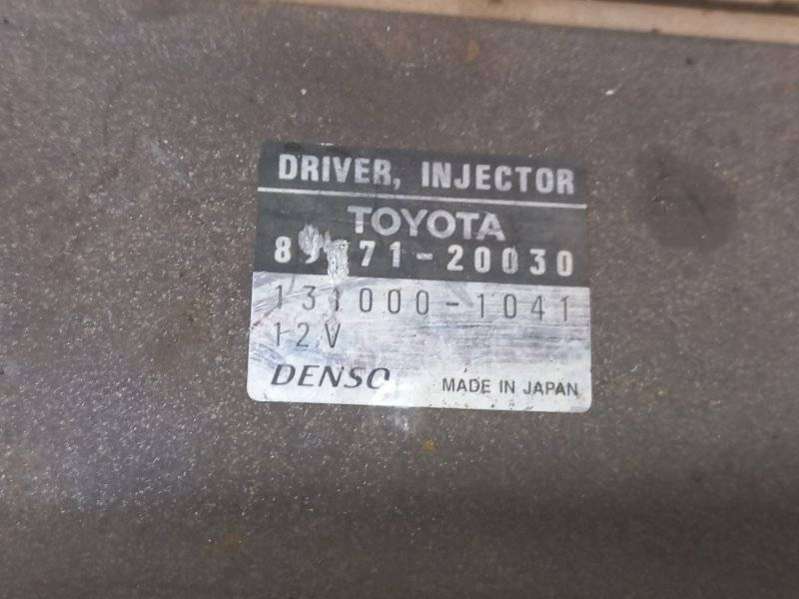 DRIVER, INJECTOR
TOYOTA
131000-1041
12V
DENSO
MADE IN JAPAN